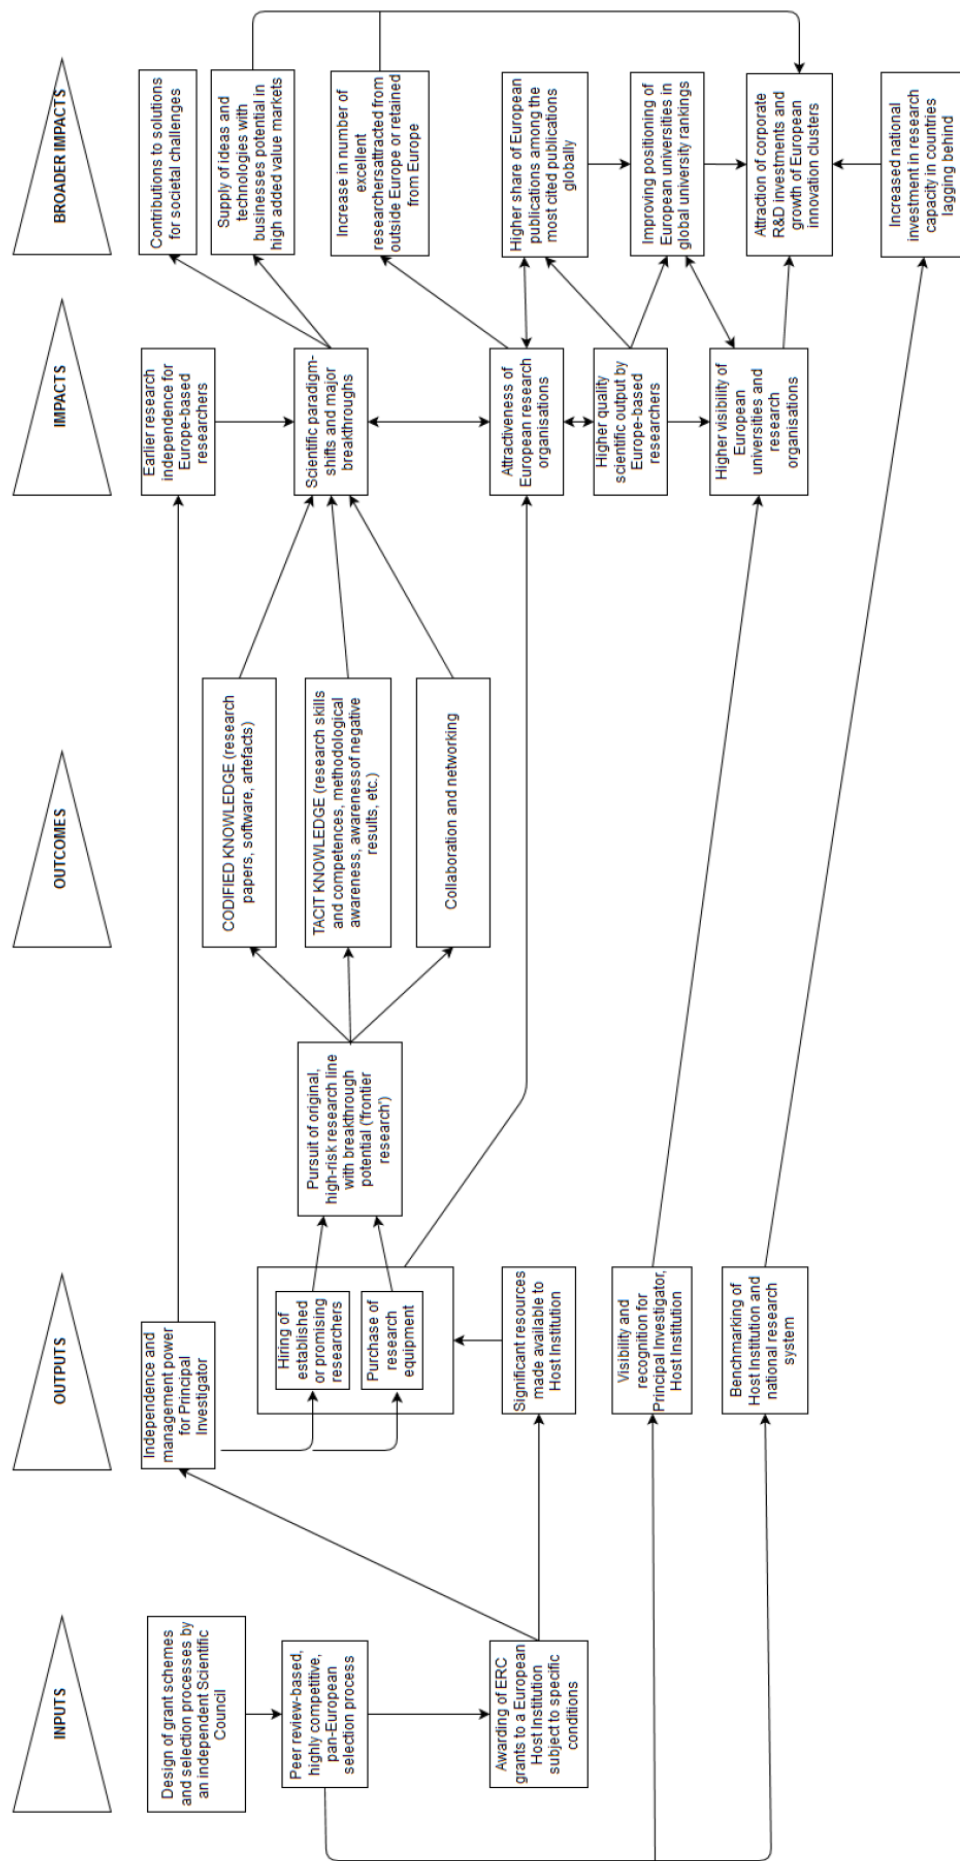 INPUTS
OUTPUTS
OUTCOMES
IMPACTS
BROADER IMPACTS
Design of grant schemes
and selection processes by
an independent Scientific
Council
Peer review-based,
highly competitive,
pan-European
selection process
Awarding of ERC
grants to a European
Host Institution
subject to specific
conditions
Independence and
management power
for Principal
Investigator
Hiring of
established
or promising
researchers
Purchase of
research
equipment
Significant resources
made available to
Host Institution
Visibility and
recognition for
Principal Investigator,
Host Institution
Benchmarking of
Host Institution and
national research
system
Pursuit of original,
high-risk research line
with breakthrough
potential ('frontier
research')
CODIFIED KNOWLEDGE (research
papers, software, artefacts)
TACIT KNOWLEDGE (research skills
and competences, methodological
awareness, awareness of negative
results, etc.)
Collaboration and networking
Earlier research
independence for
Europe-based
researchers
Scientific paradigm-
shifts and major
breakthroughs
Attractiveness of
European research
organisations
Higher quality
scientific output by
Europe-based
researchers
Higher visibility of
European
universities and
research
organisations
Contributions to solutions
for societal challenges
Supply of ideas and
technologies with
businesses potential in
high added value markets
Increase in number of
excellent
researchersattracted from
outside Europe or retained
from Europe
Higher share of European
publications among the
most cited publications
globally
Improving positioning of
European universities in
global university rankings
Attraction of corporate
R&D investments and
growth of European
innovation clusters
Increased national
investment in research
capacity in countries
lagging behind